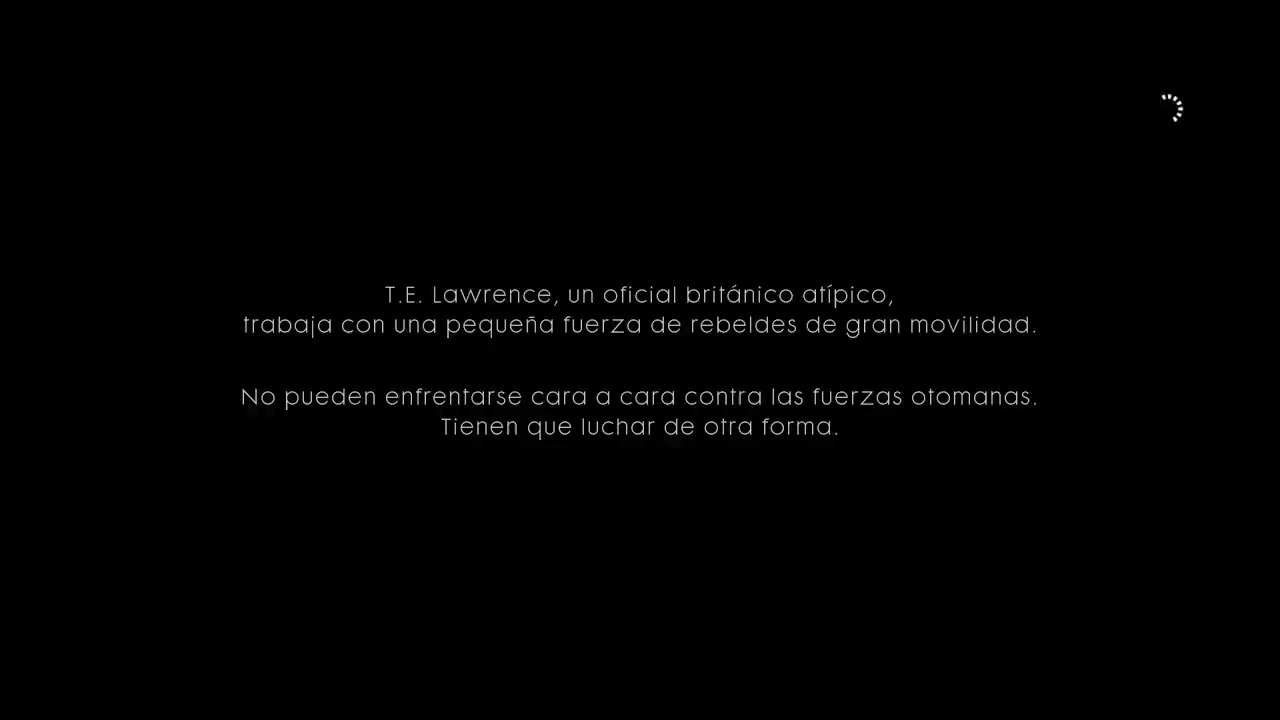 T.E. Lawrence, un oficial británico atípico,
trabaja con una pequeña fuerza de rebeldes de gran movilidad.
No pueden enfrentarse cara a cara contra las fuerzas otomanas.
Tienen que luchar de otra forma.